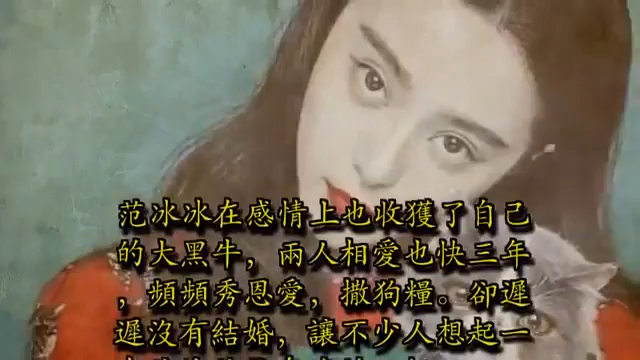 范冰冰在感情上也收獲了自己
的大黑牛，兩人相愛也快三年
，頻頻秀恩愛，撒狗糧。卻遲
遲沒有結婚，讓不少人想起一